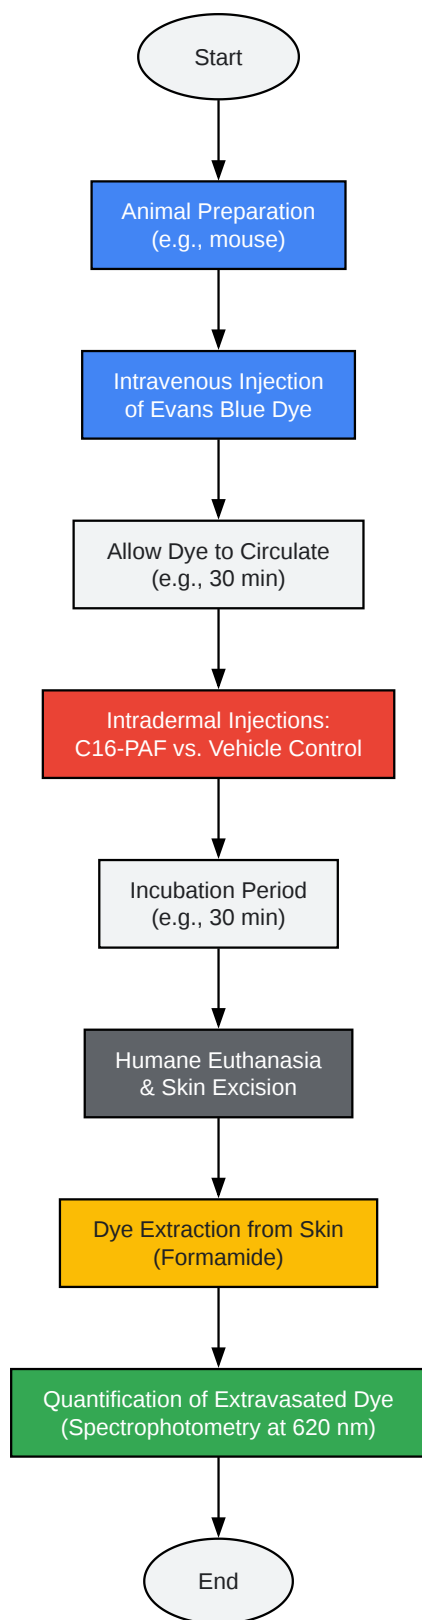 Start
Animal Preparation
(e.g., mouse)
Intravenous Injection
of Evans Blue Dye
Allow Dye to Circulate
(e.g., 30 min)
Intradermal Injections:
C16-PAF vs. Vehicle Control
Incubation Period
(e.g., 30 min)
Humane Euthanasia
& Skin Excision
Dye Extraction from Skin
(Formamide)
Quantification of Extravasated Dye
(Spectrophotometry at 620 nm)
End